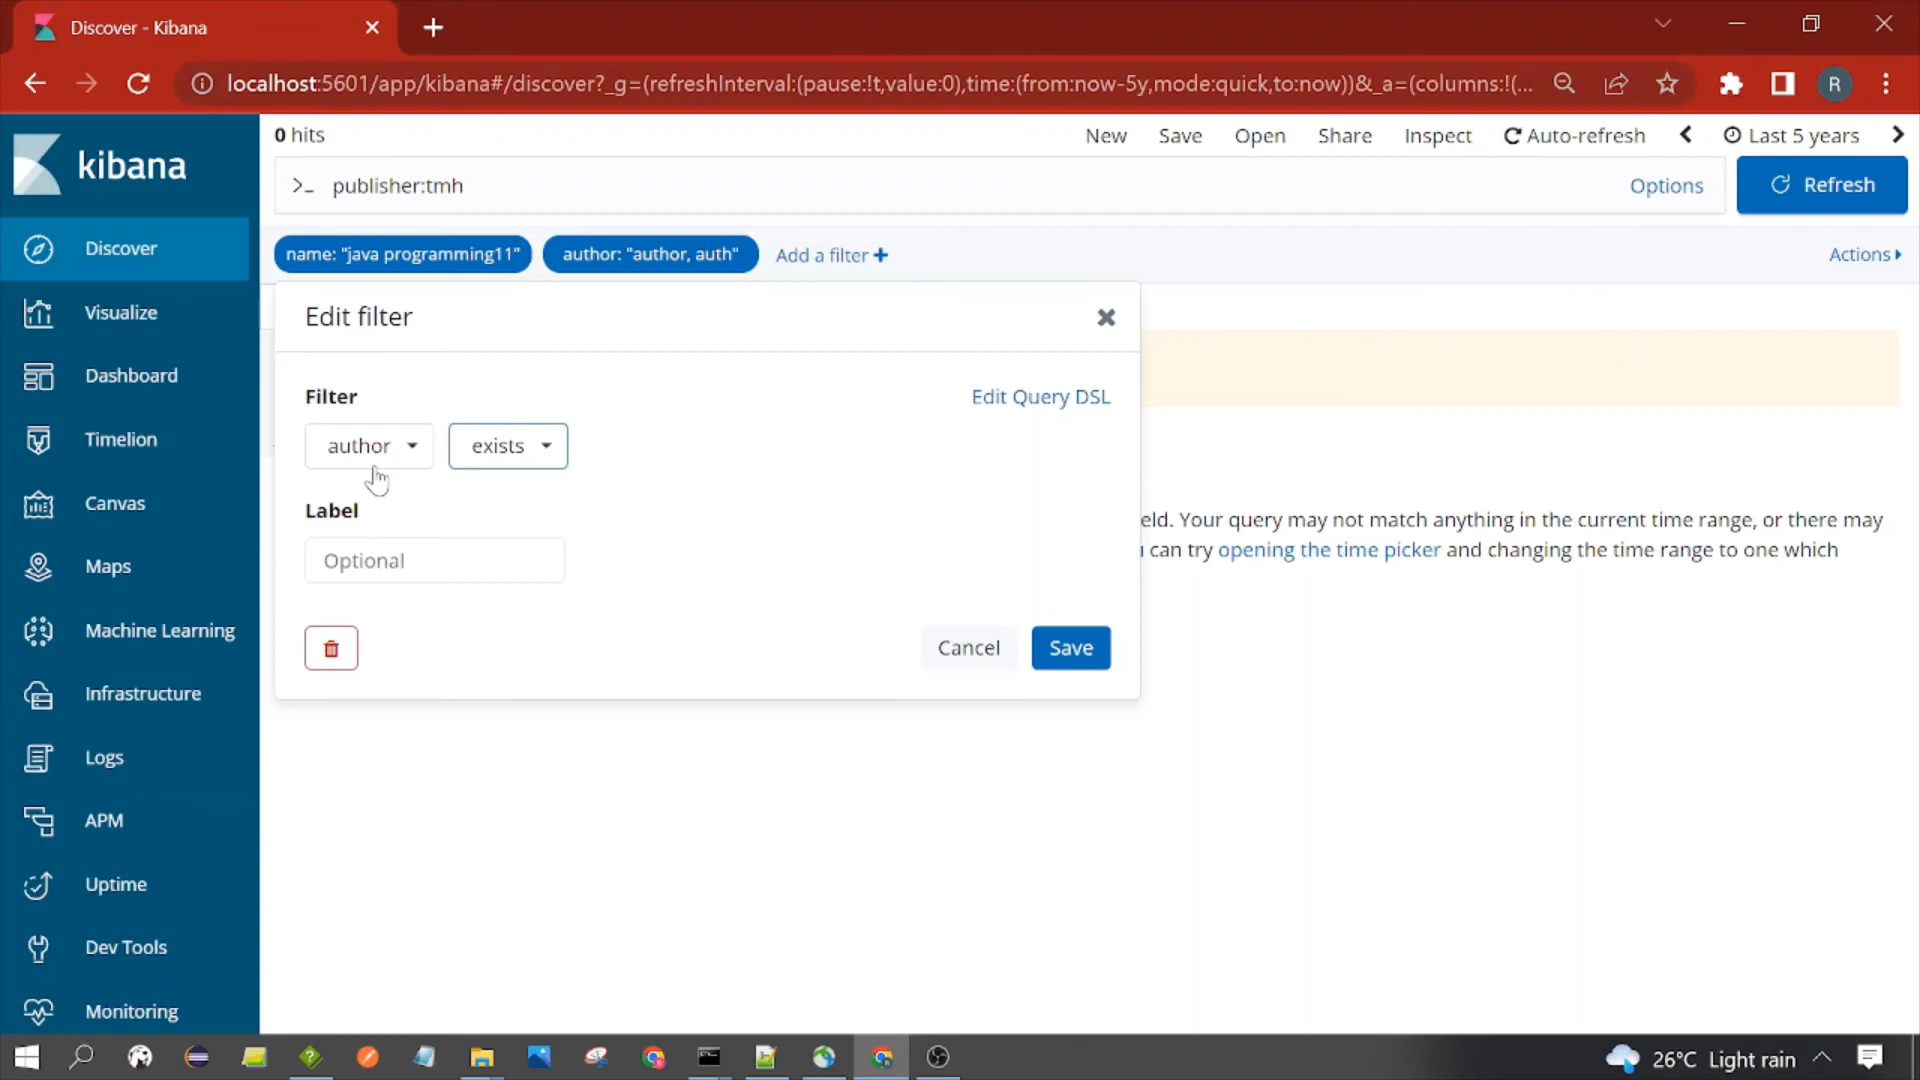 Discover - Kibana
localhost:5601/app/kibana#/discover?_g=(refreshInterval:(pause:!t,value:0),time:(from:now-5y,mode:quick,to:now))&_a=(columns:!(...
R
kibana
0 hits
New
Save
Open
Share
Inspect
Auto-refresh
Last 5 years
>_ publisher:tmh
Options
Refresh
name: "java programming11"
author: "author, auth"
Add a filter +
Actions
Discover
Visualize
Dashboard
Timelion
Canvas
Maps
Machine Learning
Infrastructure
Logs
APM
Uptime
Dev Tools
Monitoring
Edit filter
Filter
Edit Query DSL
author
exists
Label
Optional
Cancel
Save
eld. Your query may not match anything in the current time range, or there may
can try opening the time picker and changing the time range to one which
26°C Light rain